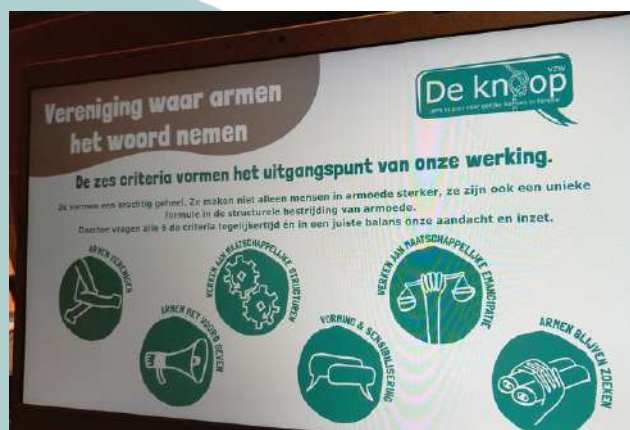 Vereniging waar armen
het woord nemen
vzw
De knoop
De zes criteria vormen het uitgangspunt van onze werking.
Ze vormen een krachtig geheel. Ze maken niet alleen mensen in armoede sterker, ze zijn ook een unieke
formule in de structurele bestrijding van armoede.
Daartoe vragen alle 6 de criteria tegelijkertijd én in een juiste balans onze aandacht en inzet.
ARMEN VERENIGEN
WERKEN AAN MAATSCHAPPELIJKE STRUCTUREN
WERKEN AAN MAATSCHAPPELIJKE EMANCIPATIE
ARMEN HET WOORD GEVEN
VORMING & SENSIBILISERING
ARMEN BLIJVEN ZOEKEN